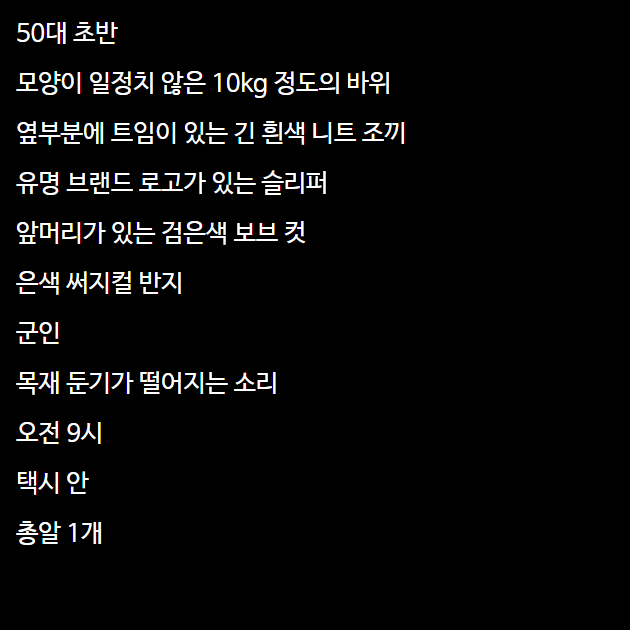 50대 초반
모양이 일정치 않은 10kg 정도의 바위
옆부분에 트임이 있는 긴 흰색 니트 조끼
유명 브랜드 로고가 있는 슬리퍼
앞머리가 있는 검은색 보브 컷
은색 써지컬 반지
군인
목재 둔기가 떨어지는 소리
오전 9시
택시 안
총알 1개